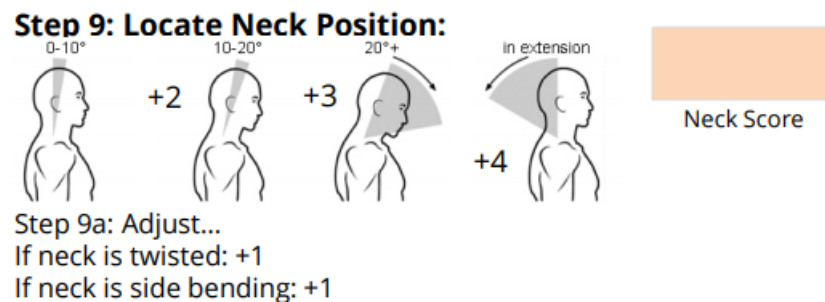 Step 9: Locate Neck Position:
0-10° 10-20° 20°+ in extension
+2 +3 +4
Neck Score
Step 9a: Adjust...
If neck is twisted: +1
If neck is side bending: +1